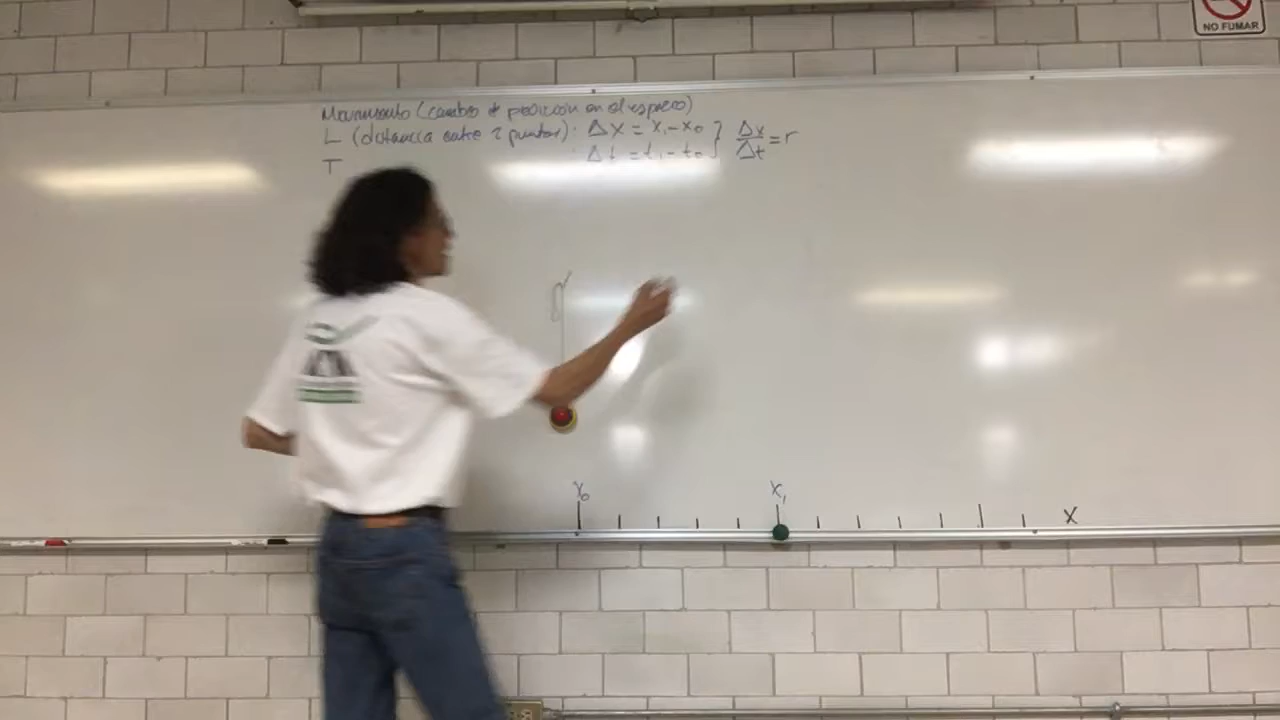 NO FUMAR
Movimiento (cambio de posición en el espacio)
L (distancia entre 2 puntos): Δx = x₁ - x₀ } Δx/Δt = r
T : Δt = t₁ - t₀
x₀ x₁ X